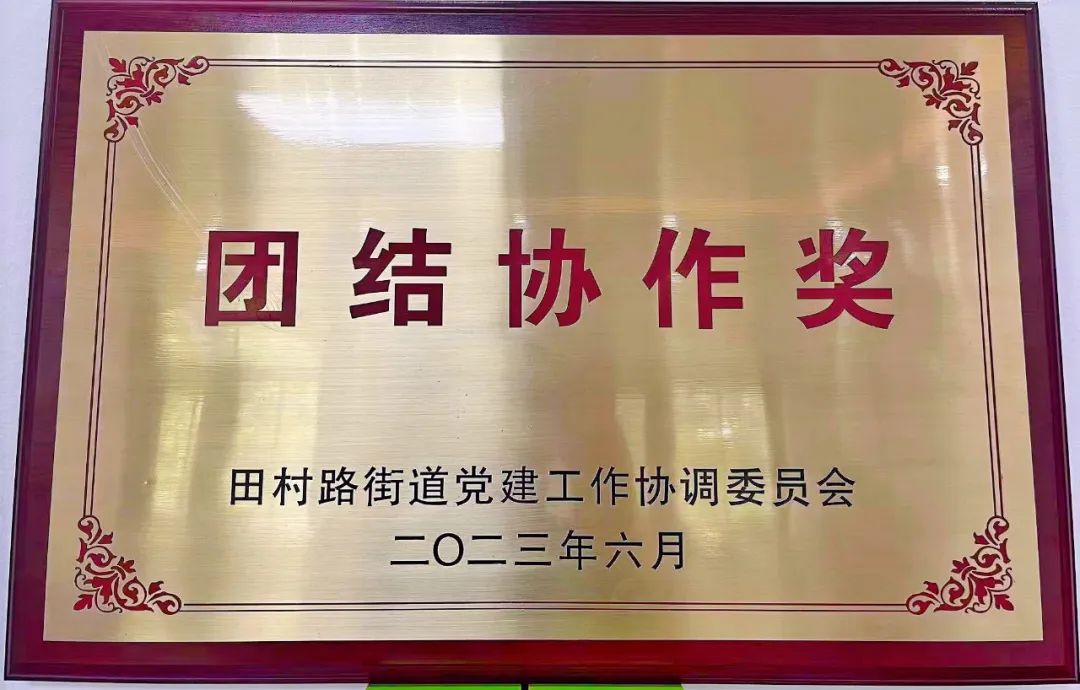 团结协作奖
田村路街道党建工作协调委员会
二〇二三年六月